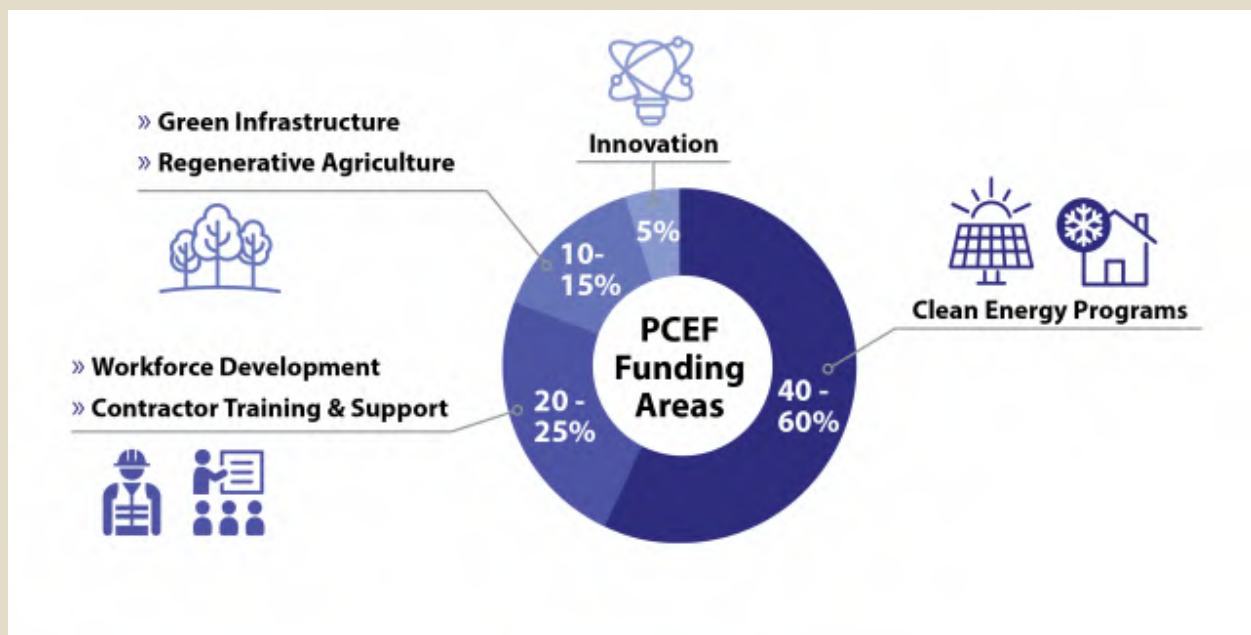 Innovation
» Green Infrastructure
» Regenerative Agriculture
5%
10-
15%
Clean Energy Programs
PCEF
Funding
Areas
40 -
60%
» Workforce Development
» Contractor Training & Support
20 -
25%